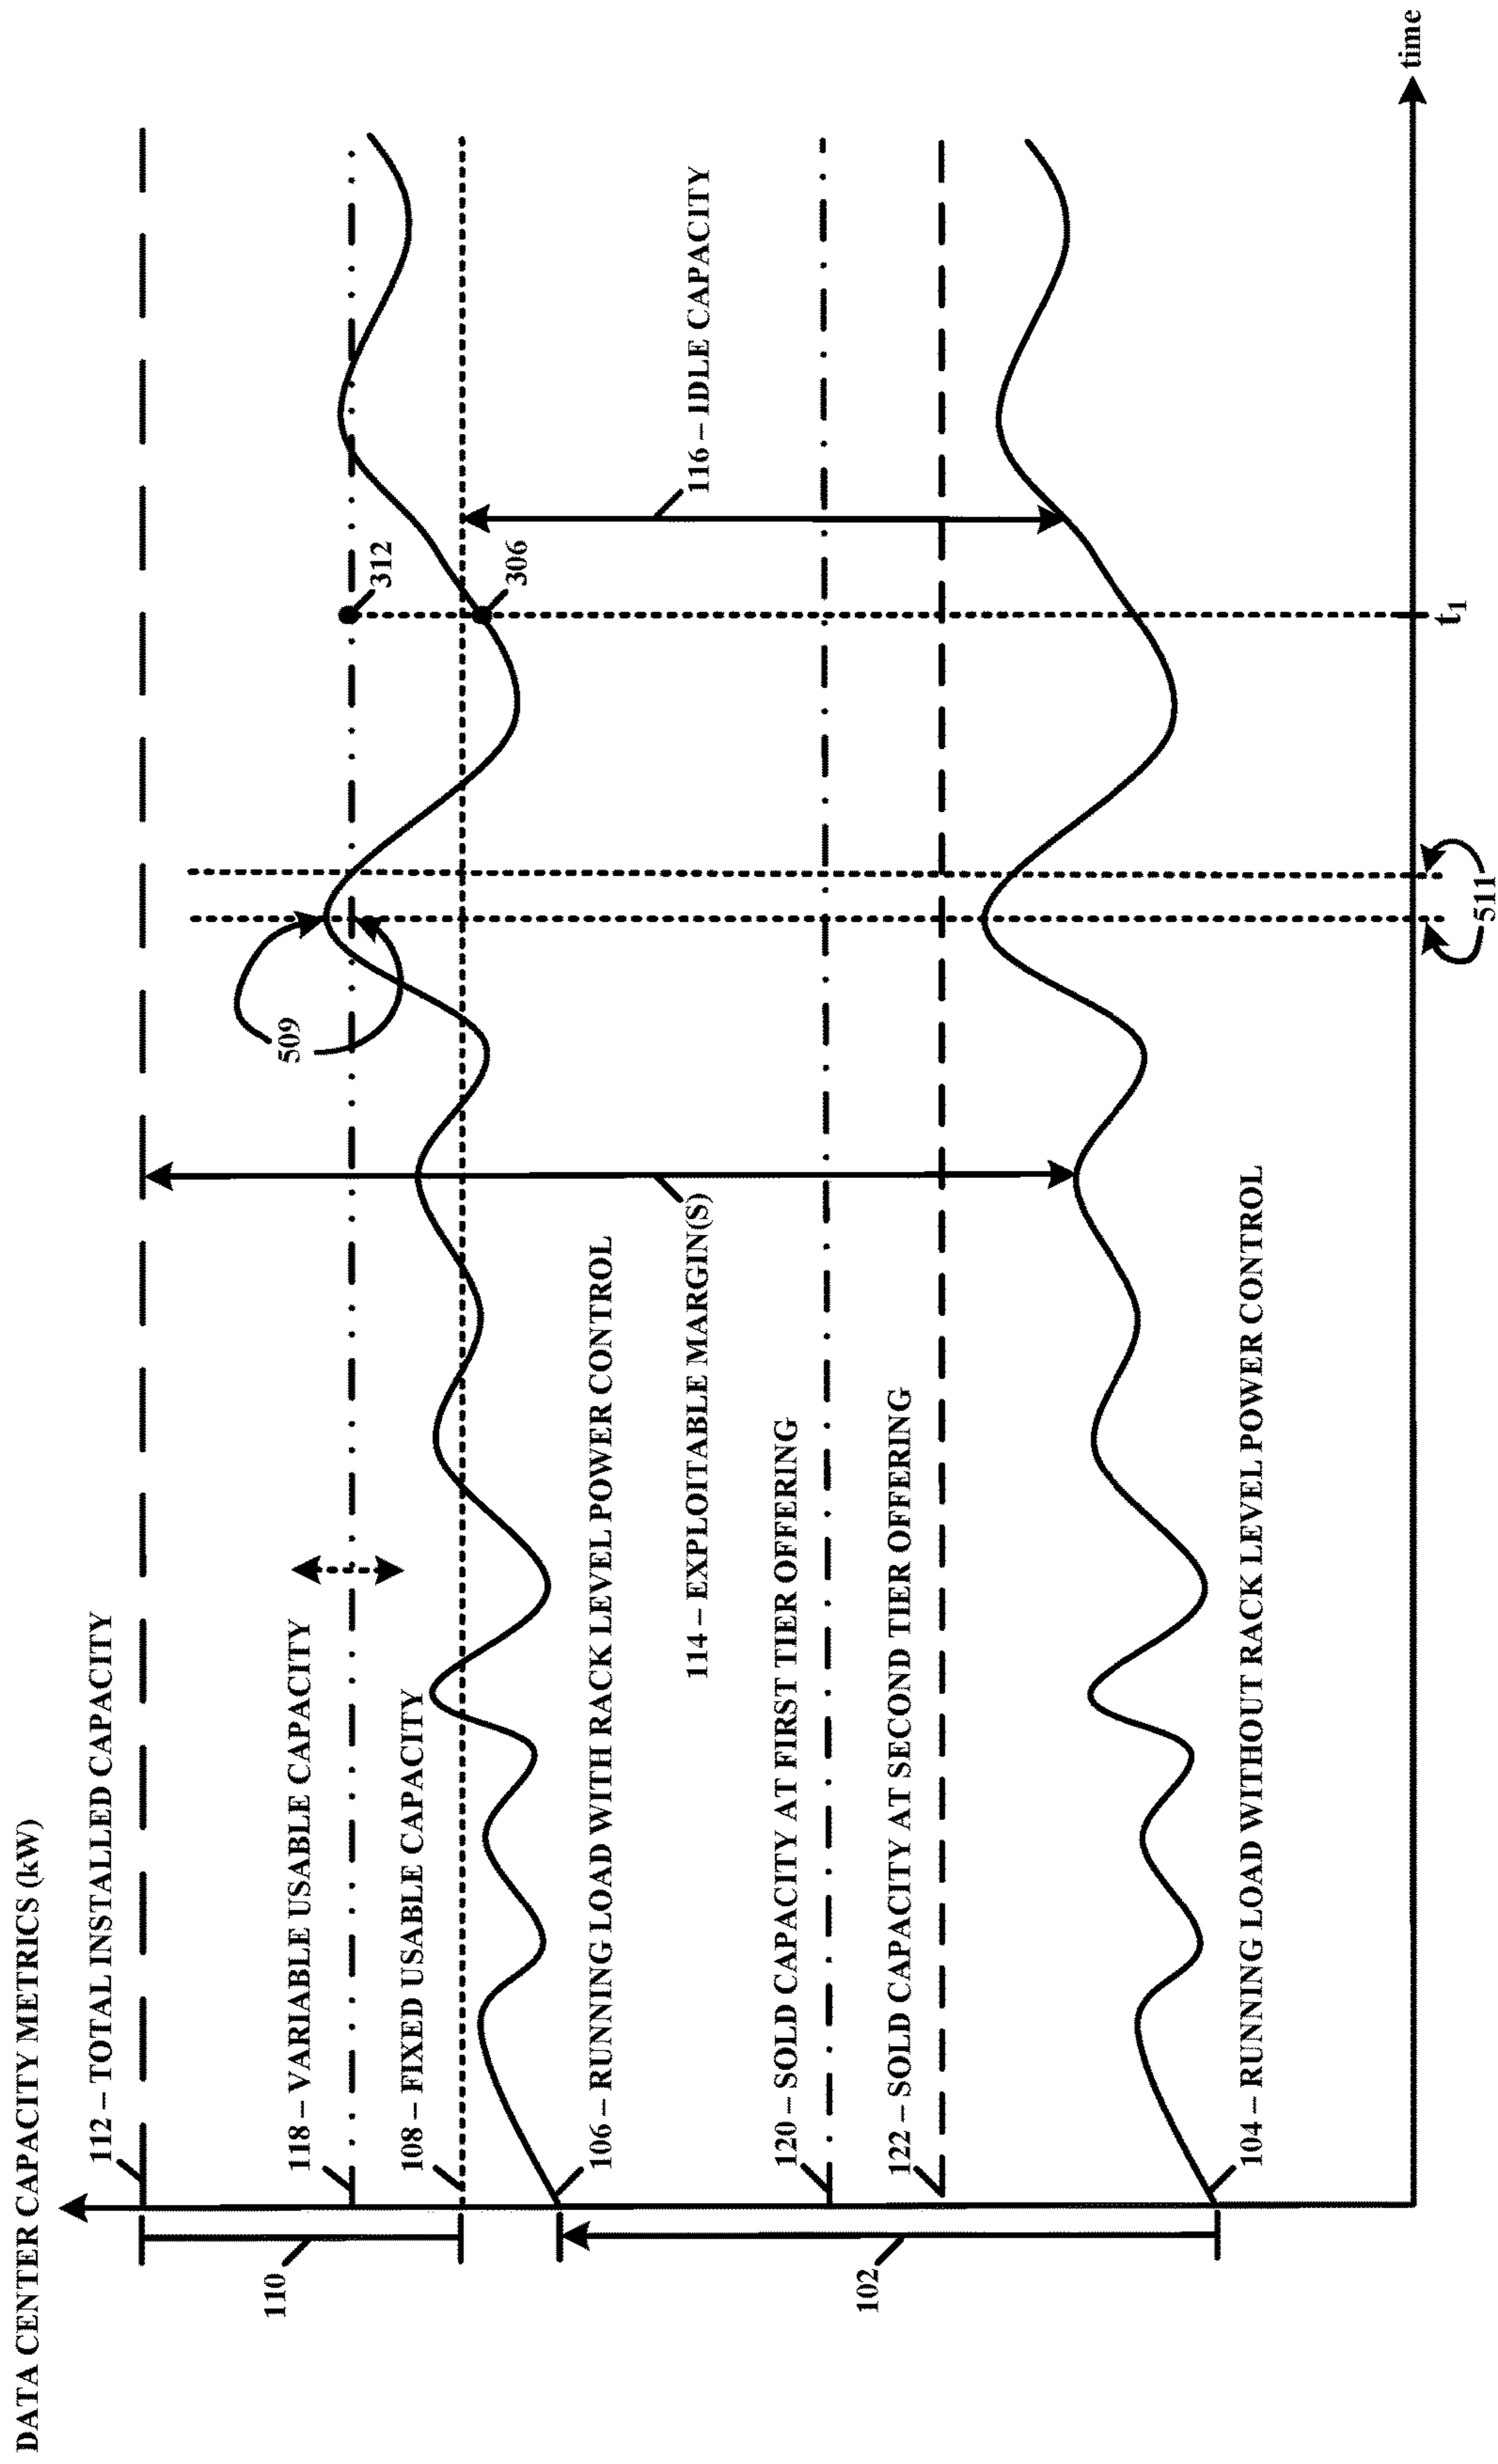 DATA CENTER CAPACITY METRICS (kW)
112 – TOTAL INSTALLED CAPACITY
110
118 – VARIABLE USABLE CAPACITY
509
312
108 – FIXED USABLE CAPACITY
306
106 – RUNNING LOAD WITH RACK LEVEL POWER CONTROL
114 – EXPLOITABLE MARGIN(S)
116 – IDLE CAPACITY
120 – SOLD CAPACITY AT FIRST TIER OFFERING
102
122 – SOLD CAPACITY AT SECOND TIER OFFERING
104 – RUNNING LOAD WITHOUT RACK LEVEL POWER CONTROL
time
t₁
511